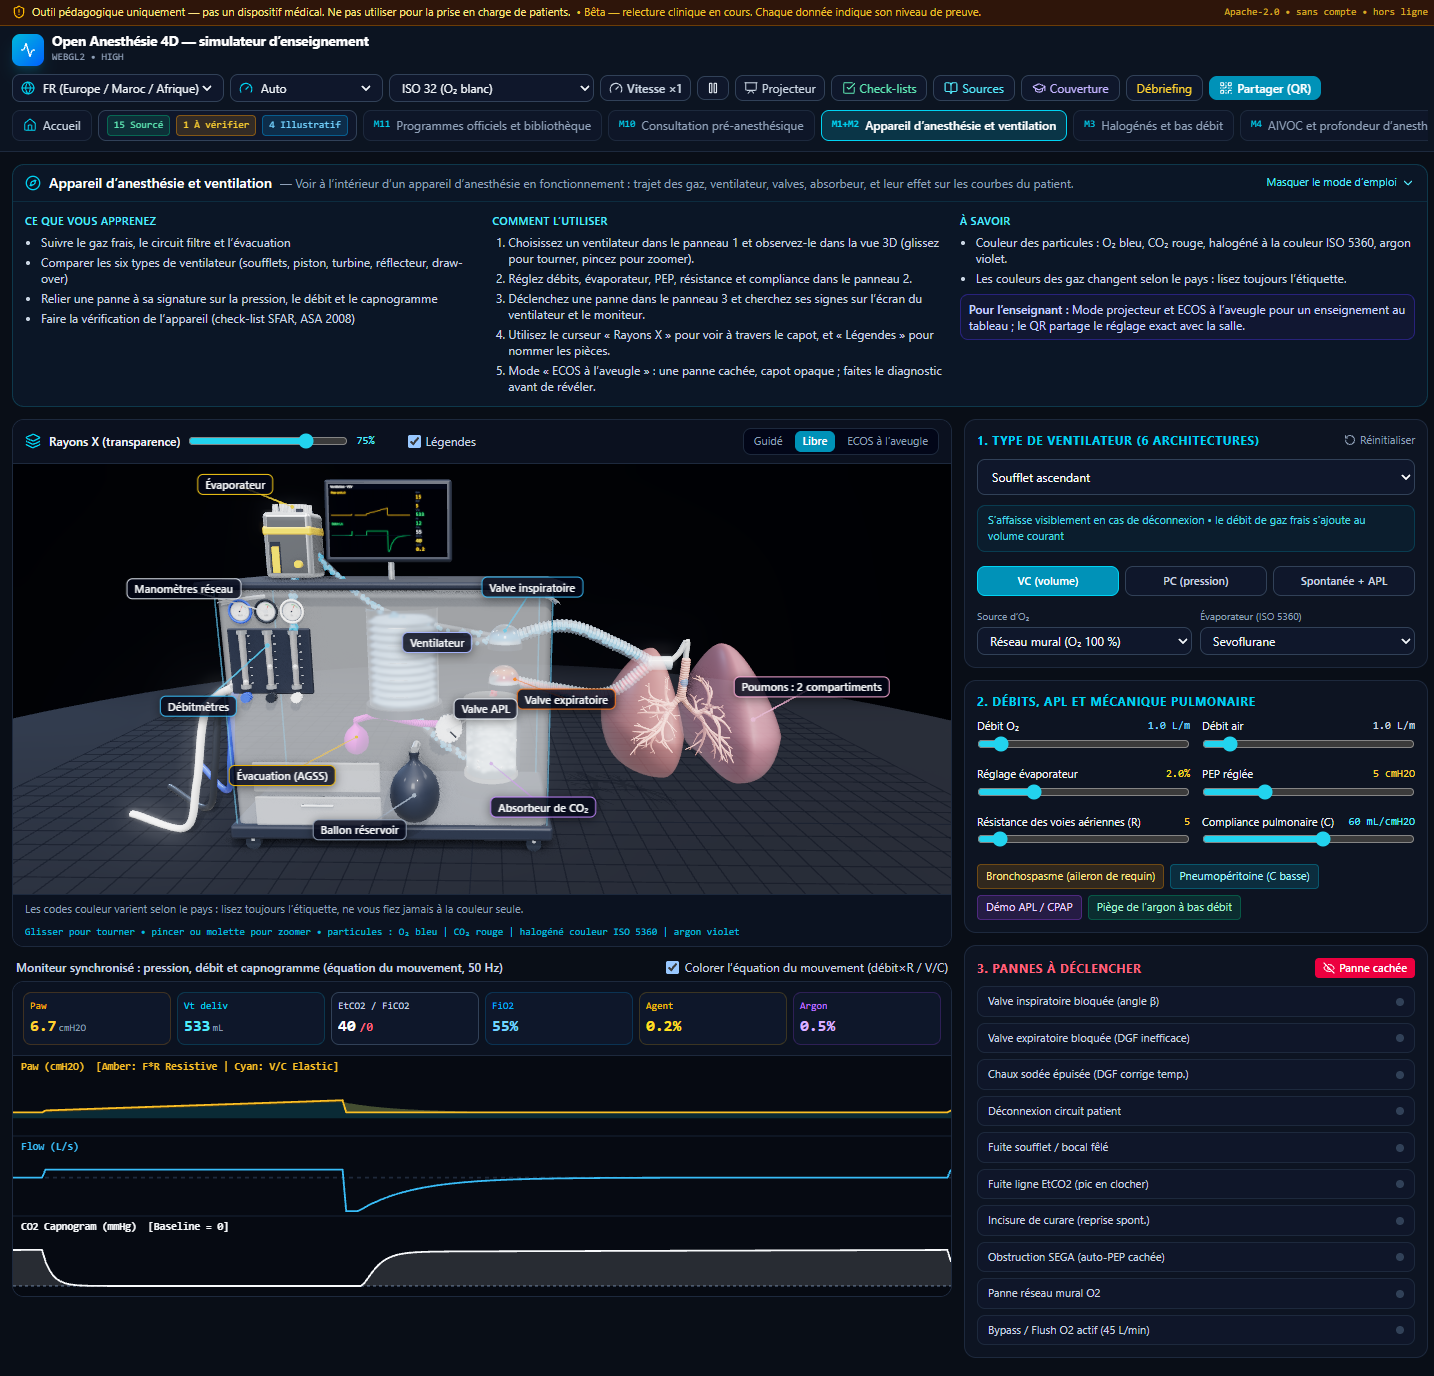 Outil pédagogique uniquement — pas un dispositif médical. Ne pas utiliser pour la prise en charge de patients. • Bêta — relecture clinique en cours. Chaque donnée indique son niveau de preuve.
Apache-2.0 • sans compte • hors ligne
Open Anesthésie 4D — simulateur d'enseignement
WEBGL2 • HIGH
FR (Europe / Maroc / Afrique)
Auto
ISO 32 (O₂ blanc)
Vitesse ×1
Projecteur
Check-lists
Sources
Couverture
Débriefing
Partager (QR)
Accueil
15 Sourcé
1 À vérifier
4 Illustratif
M11 Programmes officiels et bibliothèque
M10 Consultation pré-anesthésique
M1+M2 Appareil d'anesthésie et ventilation
M3 Halogénés et bas débit
M4 AIVOC et profondeur d'anesth
Appareil d'anesthésie et ventilation — Voir à l'intérieur d'un appareil d'anesthésie en fonctionnement : trajet des gaz, ventilateur, valves, absorbeur, et leur effet sur les courbes du patient.
Masquer le mode d'emploi
CE QUE VOUS APPRENEZ
• Suivre le gaz frais, le circuit filtre et l'évacuation
• Comparer les six types de ventilateur (soufflets, piston, turbine, réflecteur, draw-
over)
• Relier une panne à sa signature sur la pression, le débit et le capnogramme
• Faire la vérification de l'appareil (check-list SFAR, ASA 2008)
COMMENT L'UTILISER
1. Choisissez un ventilateur dans le panneau 1 et observez-le dans la vue 3D (glissez
pour tourner, pincez pour zoomer).
2. Réglez débits, évaporateur, PEP, résistance et compliance dans le panneau 2.
3. Déclenchez une panne dans le panneau 3 et cherchez ses signes sur l'écran du
ventilateur et le moniteur.
4. Utilisez le curseur « Rayons X » pour voir à travers le capot, et « Légendes » pour
nommer les pièces.
5. Mode « ECOS à l'aveugle » : une panne cachée, capot opaque ; faites le diagnostic
avant de révéler.
À SAVOIR
• Couleur des particules : O₂ bleu, CO₂ rouge, halogéné à la couleur ISO 5360, argon
violet.
• Les couleurs des gaz changent selon le pays : lisez toujours l'étiquette.
Pour l'enseignant : Mode projecteur et ECOS à l'aveugle pour un enseignement au
tableau ; le QR partage le réglage exact avec la salle.
Rayons X (transparence)
75%
Légendes
Guidé
Libre
ECOS à l'aveugle
Évaporateur
Manomètres réseau
Valve inspiratoire
Ventilateur
Poumons : 2 compartiments
Valve expiratoire
Débitmètres
Valve APL
Évacuation (AGSS)
Absorbeur de CO₂
Ballon réservoir
Les codes couleur varient selon le pays : lisez toujours l'étiquette, ne vous fiez jamais à la couleur seule.
Glisser pour tourner • pincer ou molette pour zoomer • particules : O₂ bleu | CO₂ rouge | halogéné couleur ISO 5360 | argon violet
Moniteur synchronisé : pression, débit et capnogramme (équation du mouvement, 50 Hz)
Colorer l'équation du mouvement (débit×R / V/C)
Paw
6.7 cmH2O
Vt deliv
533 mL
EtCO2 / FiCO2
40 /0
FiO2
55%
Agent
0.2%
Argon
0.5%
Paw (cmH2O) [Amber: F*R Resistive | Cyan: V/C Elastic]
Flow (L/s)
CO2 Capnogram (mmHg) [Baseline = 0]
1. TYPE DE VENTILATEUR (6 ARCHITECTURES)
Réinitialiser
Soufflet ascendant
S'affaisse visiblement en cas de déconnexion • le débit de gaz frais s'ajoute au
volume courant
VC (volume)
PC (pression)
Spontanée + APL
Source d'O₂
Évaporateur (ISO 5360)
Réseau mural (O₂ 100 %)
Sevoflurane
2. DÉBITS, APL ET MÉCANIQUE PULMONAIRE
Débit O₂ 1.0 L/m
Débit air 1.0 L/m
Réglage évaporateur 2.0%
PEP réglée 5 cmH2O
Résistance des voies aériennes (R) 5
Compliance pulmonaire (C) 60 mL/cmH2O
Bronchospasme (aileron de requin)
Pneumopéritoine (C basse)
Démo APL / CPAP
Piège de l'argon à bas débit
3. PANNES À DÉCLENCHER
Panne cachée
Valve inspiratoire bloquée (angle β)
Valve expiratoire bloquée (DGF inefficace)
Chaux sodée épuisée (DGF corrige temp.)
Déconnexion circuit patient
Fuite soufflet / bocal fêlé
Fuite ligne EtCO2 (pic en clocher)
Incisure de curare (reprise spont.)
Obstruction SEGA (auto-PEP cachée)
Panne réseau mural O2
Bypass / Flush O2 actif (45 L/min)